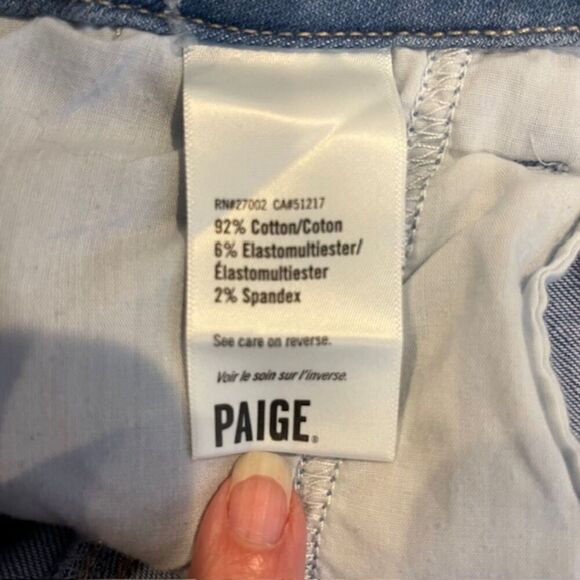 RN#27002 CA#51217
92% Cotton/Coton
6% Elastomultiester/
Élastomultiester
2% Spandex
See care on reverse.
Voir le soin sur l'inverse.
PAIGE®